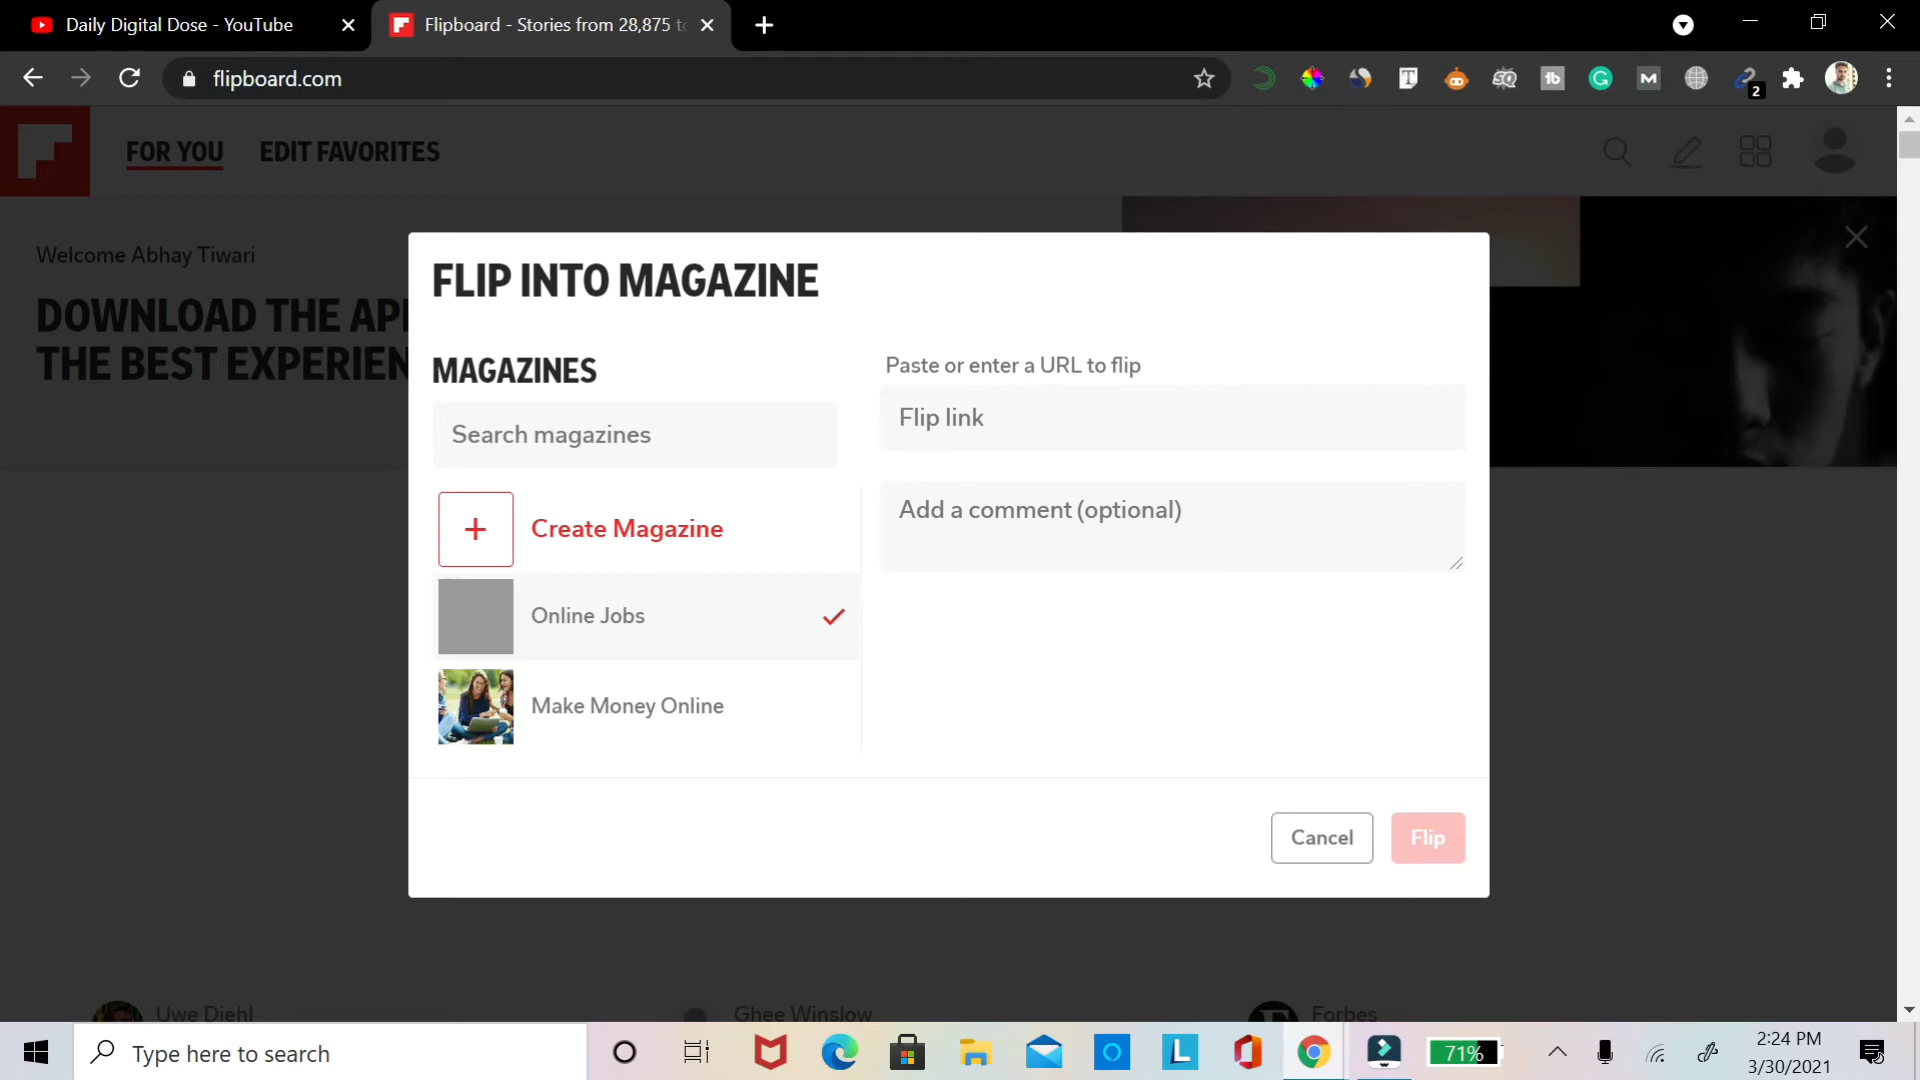 Daily Digital Dose - YouTube
Flipboard - Stories from 28,875 to
flipboard.com
2
FOR YOU
EDIT FAVORITES
Welcome Abhay Tiwari
DOWNLOAD THE AP
THE BEST EXPERIEN
FLIP INTO MAGAZINE
MAGAZINES
Search magazines
Create Magazine
Online Jobs
Make Money Online
Paste or enter a URL to flip
Flip link
Add a comment (optional)
Cancel
Flip
Uwe Diehl
Ghee Winslow
Forbes
Type here to search
71%
2:24 PM
3/30/2021